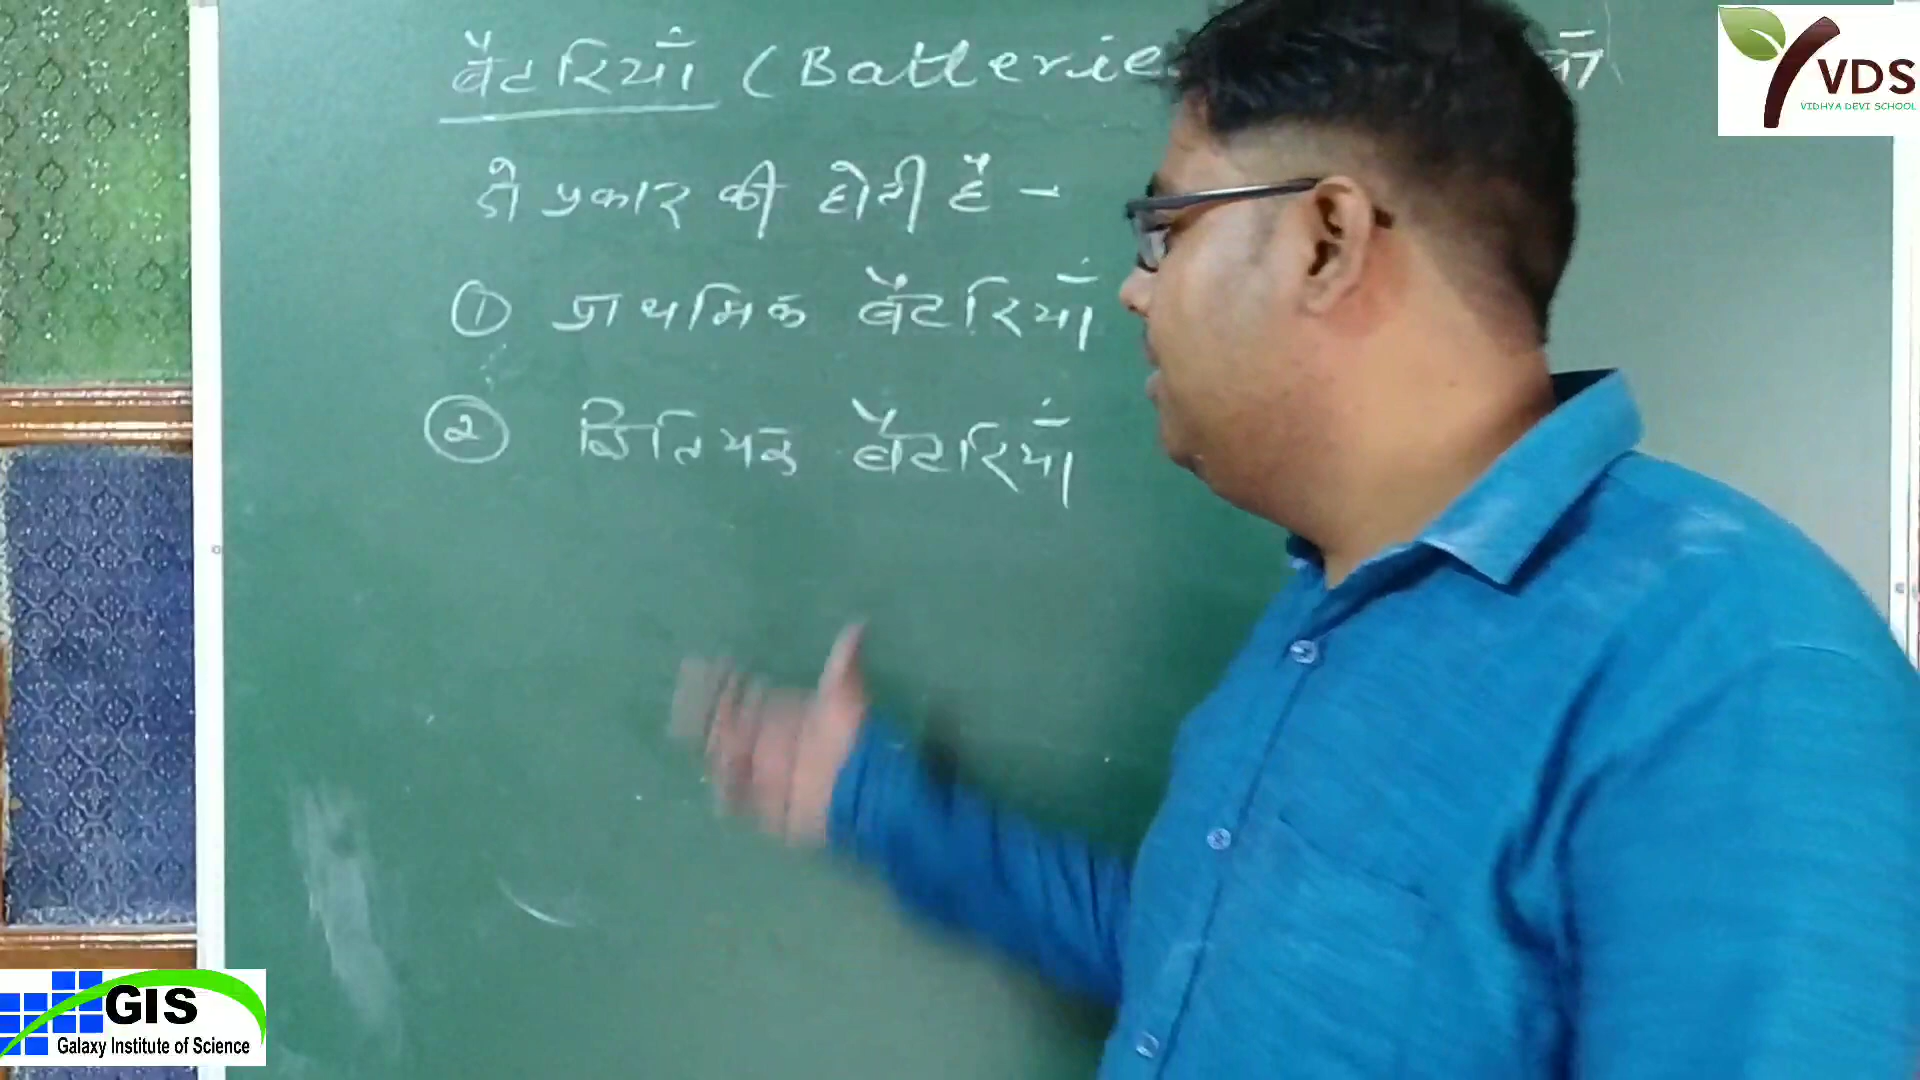 बैटरियाँ (Batterie
दो प्रकार की होती है -
① प्राथमिक बैटरियाँ
② द्वितियक बैटरियाँ
VDS
VIDHYA DEVI SCHOOL
GIS
Galaxy Institute of Science